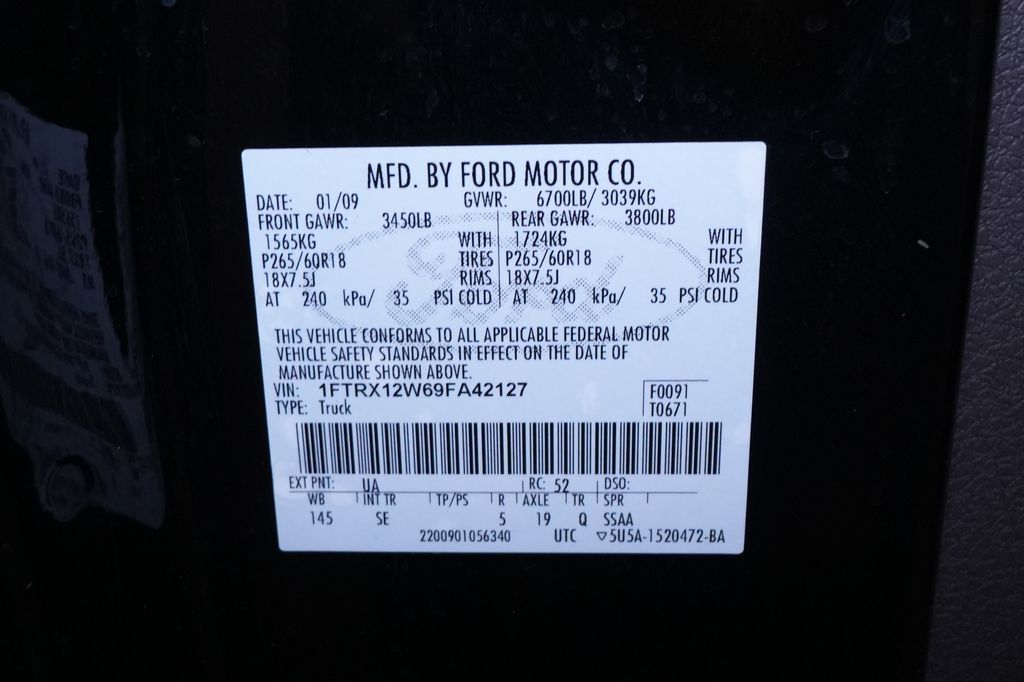 MFD. BY FORD MOTOR CO.
DATE: 01/09 GVWR: 6700LB/ 3039KG
FRONT GAWR: 3450LB REAR GAWR: 3800LB
1565KG WITH 1724KG WITH
P265/60R18 TIRES P265/60R18 TIRES
18X7.5J RIMS 18X7.5J RIMS
AT 240 kPa/ 35 PSI COLD AT 240 kPa/ 35 PSI COLD
Ford
THIS VEHICLE CONFORMS TO ALL APPLICABLE FEDERAL MOTOR
VEHICLE SAFETY STANDARDS IN EFFECT ON THE DATE OF
MANUFACTURE SHOWN ABOVE.
VIN: 1FTRX12W69FA42127 F0091
TYPE: Truck T0671
EXT PNT: UA RC: 52 DSO:
WB INT TR TP/PS R AXLE TR SPR
145 SE 5 19 Q SSAA
2200901056340 UTC ▽5U5A-1520472-BA